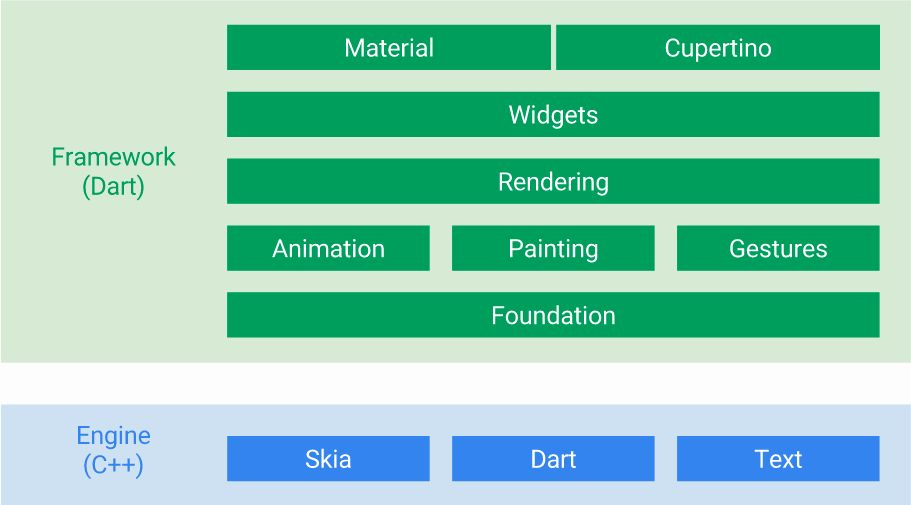 Material
Cupertino
Widgets
Framework
(Dart)
Rendering
Animation
Painting
Gestures
Foundation
Engine
(C++)
Skia
Dart
Text